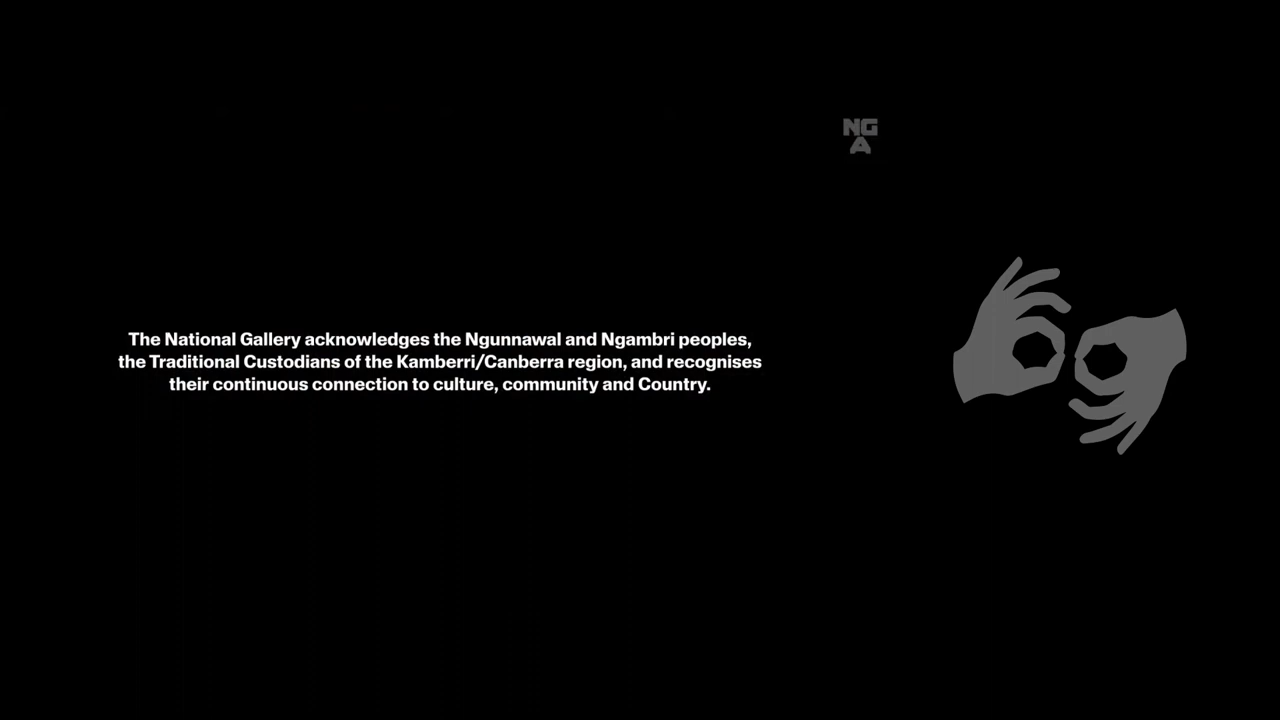 NG
A
The National Gallery acknowledges the Ngunnawal and Ngambri peoples,
the Traditional Custodians of the Kamberri/Canberra region, and recognises
their continuous connection to culture, community and Country.